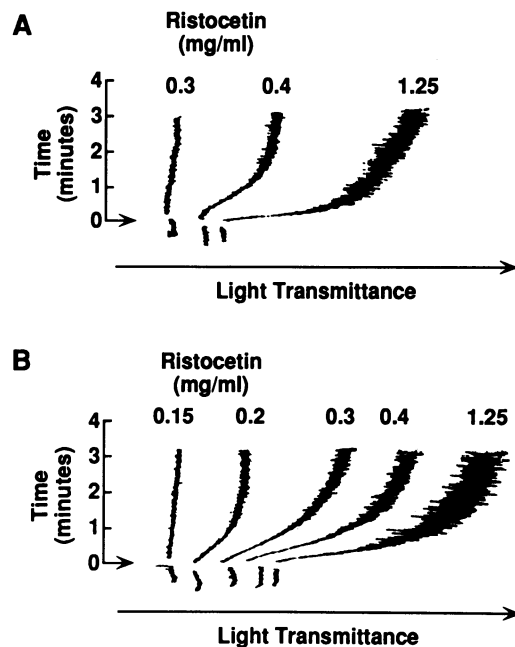 A
Ristocetin
(mg/ml)
0.3 0.4 1.25
4
3
2
1
0
Time
(minutes)
Light Transmittance
B
Ristocetin
(mg/ml)
0.15 0.2 0.3 0.4 1.25
4
3
2
1
0
Time
(minutes)
Light Transmittance